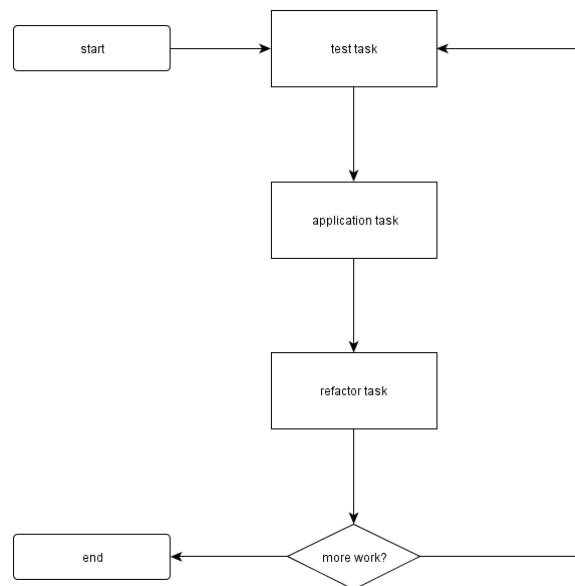 start
test task
application task
refactor task
more work?
end